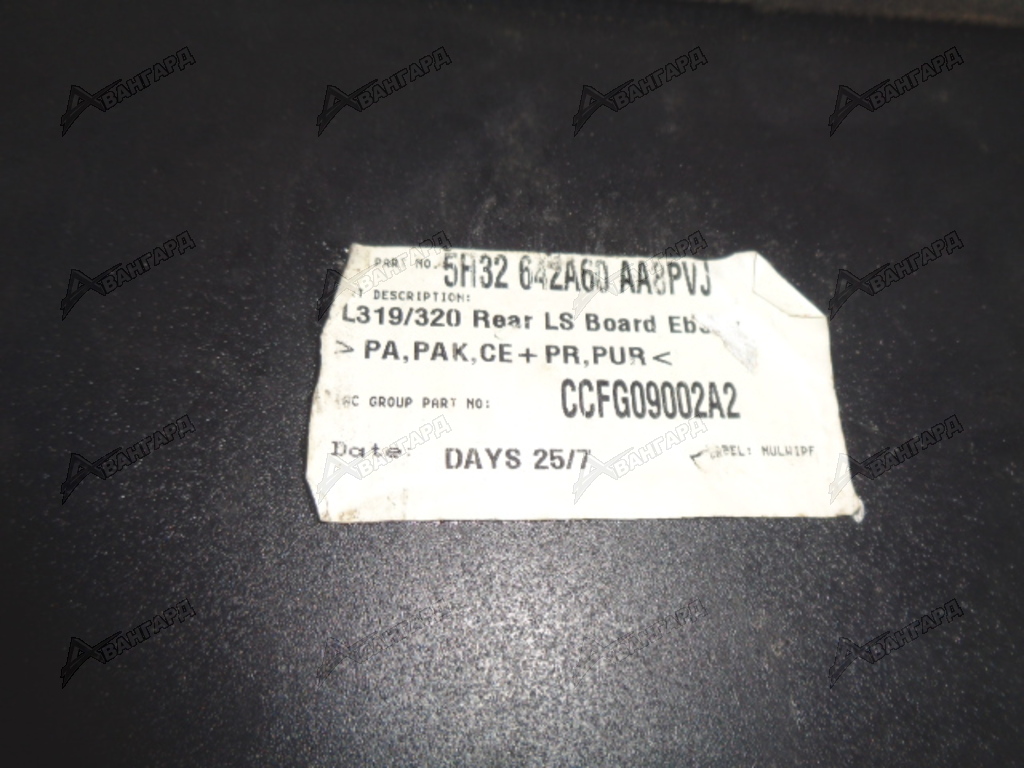 PART NO. 5H32 642A60 AA8PVJ
DESCRIPTION:
L319/320 Rear LS Board
> PA,PAK,CE+PR,PUR <
GROUP PART NO: CCFG09002A2
Date: DAYS 25/7
АВАНГАРД